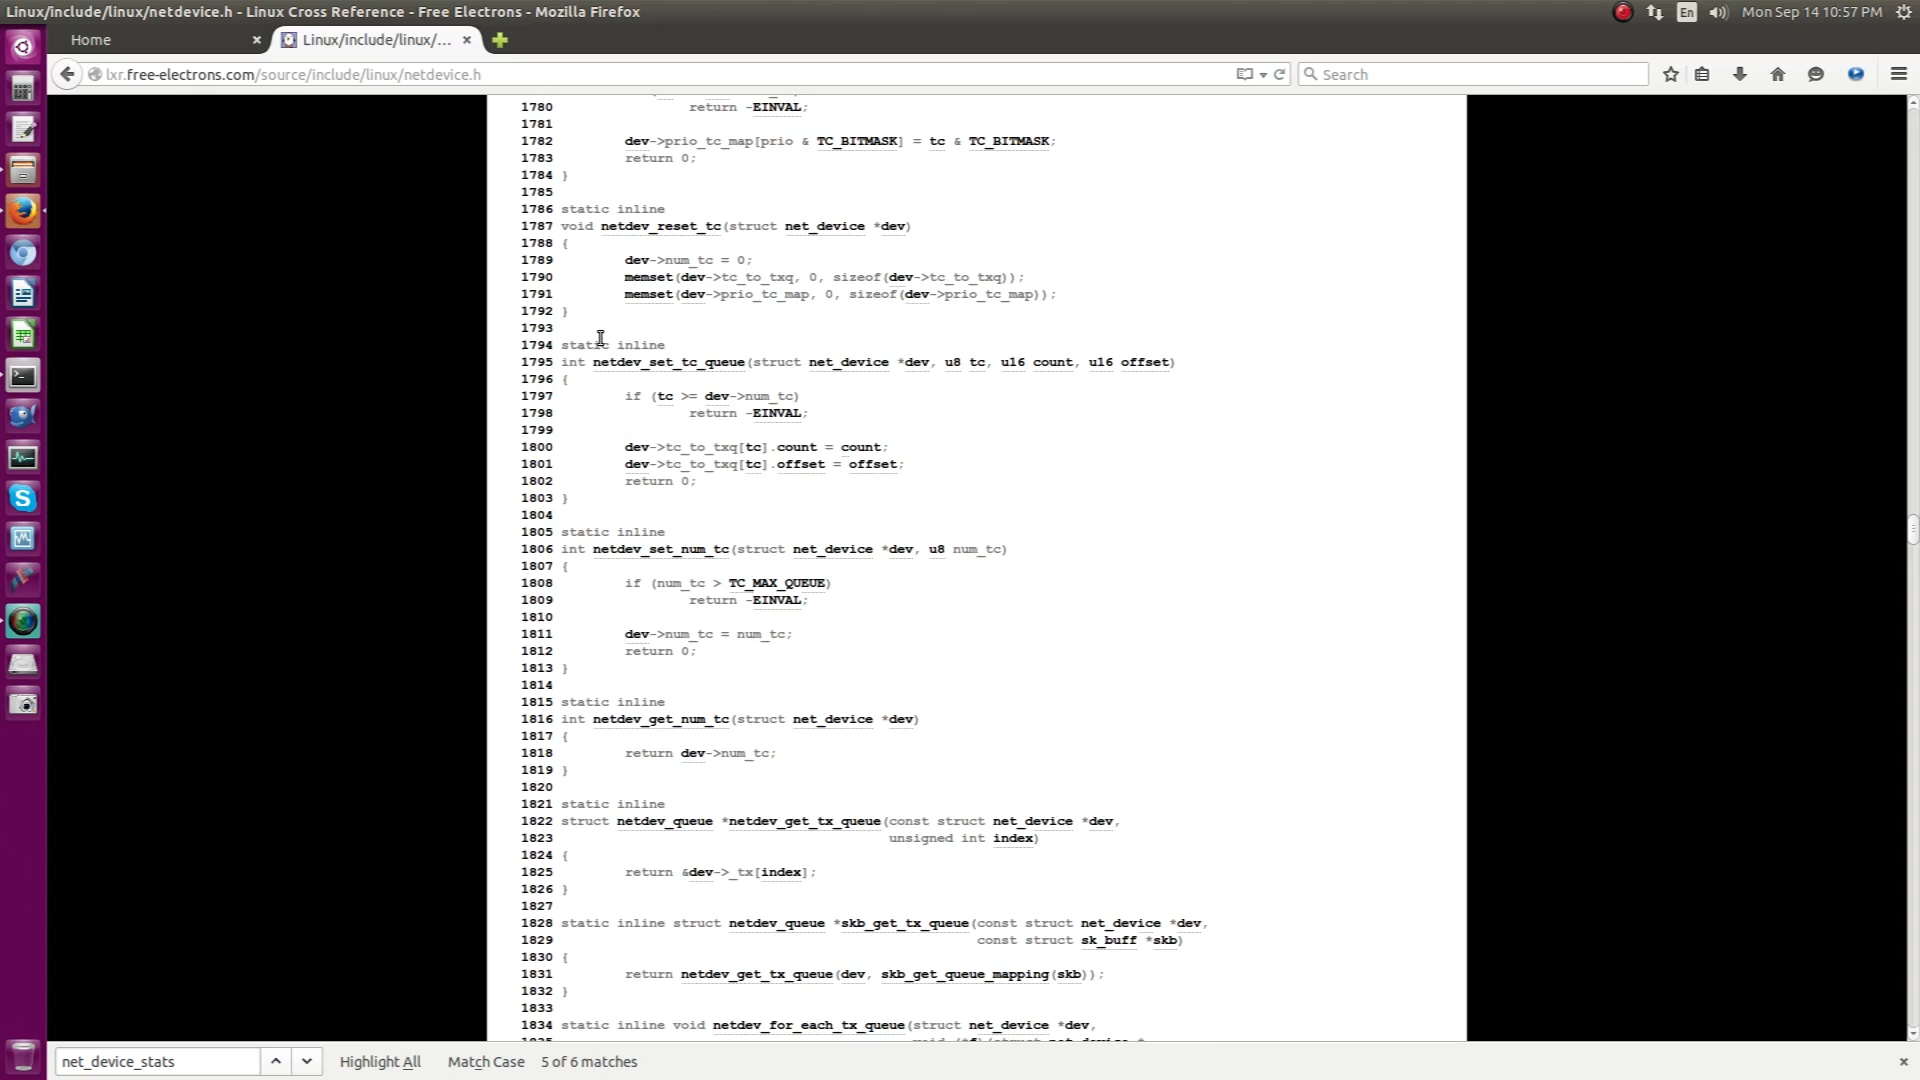 Linux/include/linux/netdevice.h - Linux Cross Reference - Free Electrons - Mozilla Firefox
En
Mon Sep 14 10:57 PM
Home
Linux/include/linux/...
lxr.free-electrons.com/source/include/linux/netdevice.h
Search
1780 return -EINVAL;
1781
1782 dev->prio_tc_map[prio & TC_BITMASK] = tc & TC_BITMASK;
1783 return 0;
1784 }
1785
1786 static inline
1787 void netdev_reset_tc(struct net_device *dev)
1788 {
1789 dev->num_tc = 0;
1790 memset(dev->tc_to_txq, 0, sizeof(dev->tc_to_txq));
1791 memset(dev->prio_tc_map, 0, sizeof(dev->prio_tc_map));
1792 }
1793
1794 static inline
1795 int netdev_set_tc_queue(struct net_device *dev, u8 tc, u16 count, u16 offset)
1796 {
1797 if (tc >= dev->num_tc)
1798 return -EINVAL;
1799
1800 dev->tc_to_txq[tc].count = count;
1801 dev->tc_to_txq[tc].offset = offset;
1802 return 0;
1803 }
1804
1805 static inline
1806 int netdev_set_num_tc(struct net_device *dev, u8 num_tc)
1807 {
1808 if (num_tc > TC_MAX_QUEUE)
1809 return -EINVAL;
1810
1811 dev->num_tc = num_tc;
1812 return 0;
1813 }
1814
1815 static inline
1816 int netdev_get_num_tc(struct net_device *dev)
1817 {
1818 return dev->num_tc;
1819 }
1820
1821 static inline
1822 struct netdev_queue *netdev_get_tx_queue(const struct net_device *dev,
1823 unsigned int index)
1824 {
1825 return &dev->_tx[index];
1826 }
1827
1828 static inline struct netdev_queue *skb_get_tx_queue(const struct net_device *dev,
1829 const struct sk_buff *skb)
1830 {
1831 return netdev_get_tx_queue(dev, skb_get_queue_mapping(skb));
1832 }
1833
1834 static inline void netdev_for_each_tx_queue(struct net_device *dev,
net_device_stats
Highlight All
Match Case
5 of 6 matches